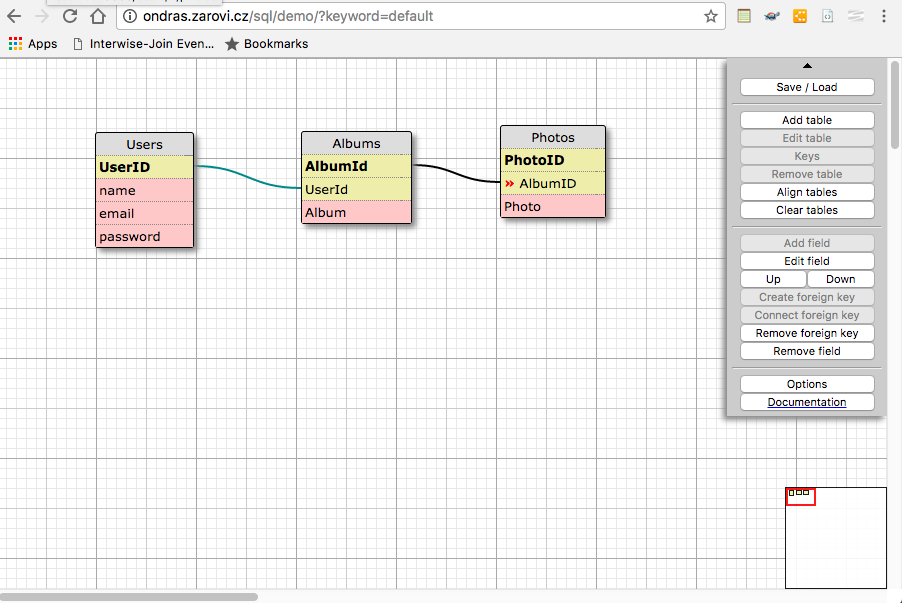 ondras.zarovi.cz/sql/demo/?keyword=default
Apps Interwise-Join Even... Bookmarks
Users
UserID
name
email
password
Albums
AlbumId
UserId
Album
Photos
PhotoID
» AlbumID
Photo
Save / Load
Add table
Edit table
Keys
Remove table
Align tables
Clear tables
Add field
Edit field
Up Down
Create foreign key
Connect foreign key
Remove foreign key
Remove field
Options
Documentation